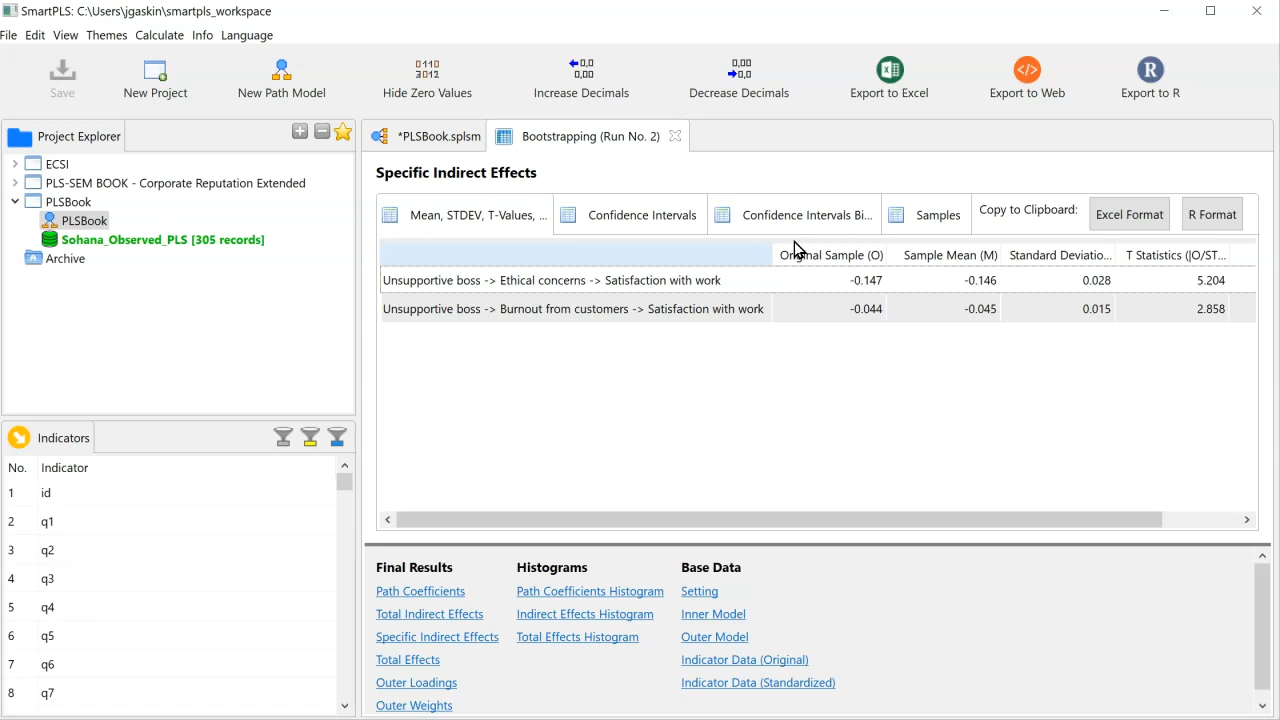 SmartPLS: C:\Users\jgaskin\smartpls_workspace
File Edit View Themes Calculate Info Language
Save
New Project
New Path Model
Hide Zero Values
Increase Decimals
Decrease Decimals
Export to Excel
Export to Web
Export to R
Project Explorer
ECSI
PLS-SEM BOOK - Corporate Reputation Extended
PLSBook
PLSBook
Sohana_Observed_PLS [305 records]
Archive
Indicators
No. Indicator
1 id
2 q1
3 q2
4 q3
5 q4
6 q5
7 q6
8 q7
*PLSBook.splsm
Bootstrapping (Run No. 2)
Specific Indirect Effects
Mean, STDEV, T-Values, ...
Confidence Intervals
Confidence Intervals Bi...
Samples
Copy to Clipboard:
Excel Format
R Format
Original Sample (O) Sample Mean (M) Standard Deviatio... T Statistics (|O/ST...
Unsupportive boss -> Ethical concerns -> Satisfaction with work -0.147 -0.146 0.028 5.204
Unsupportive boss -> Burnout from customers -> Satisfaction with work -0.044 -0.045 0.015 2.858
Final Results
Path Coefficients
Total Indirect Effects
Specific Indirect Effects
Total Effects
Outer Loadings
Outer Weights
Histograms
Path Coefficients Histogram
Indirect Effects Histogram
Total Effects Histogram
Base Data
Setting
Inner Model
Outer Model
Indicator Data (Original)
Indicator Data (Standardized)